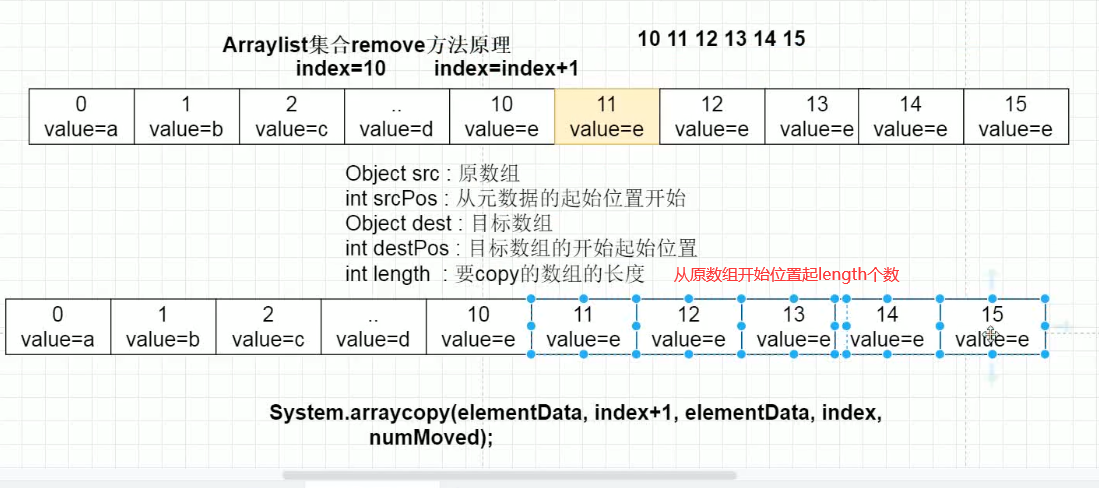 Arraylist集合remove方法原理
10 11 12 13 14 15
index=10 index=index+1
0 1 2 .. 10 11 12 13 14 15
value=a value=b value=c value=d value=e value=e value=e value=e value=e value=e
Object src : 原数组
int srcPos : 从元数据的起始位置开始
Object dest : 目标数组
int destPos : 目标数组的开始起始位置
int length : 要copy的数组的长度 从原数组开始位置起length个数
0 1 2 .. 10 11 12 13 14 15
value=a value=b value=c value=d value=e value=e value=e value=e value=e value=e
System.arraycopy(elementData, index+1, elementData, index,
numMoved);